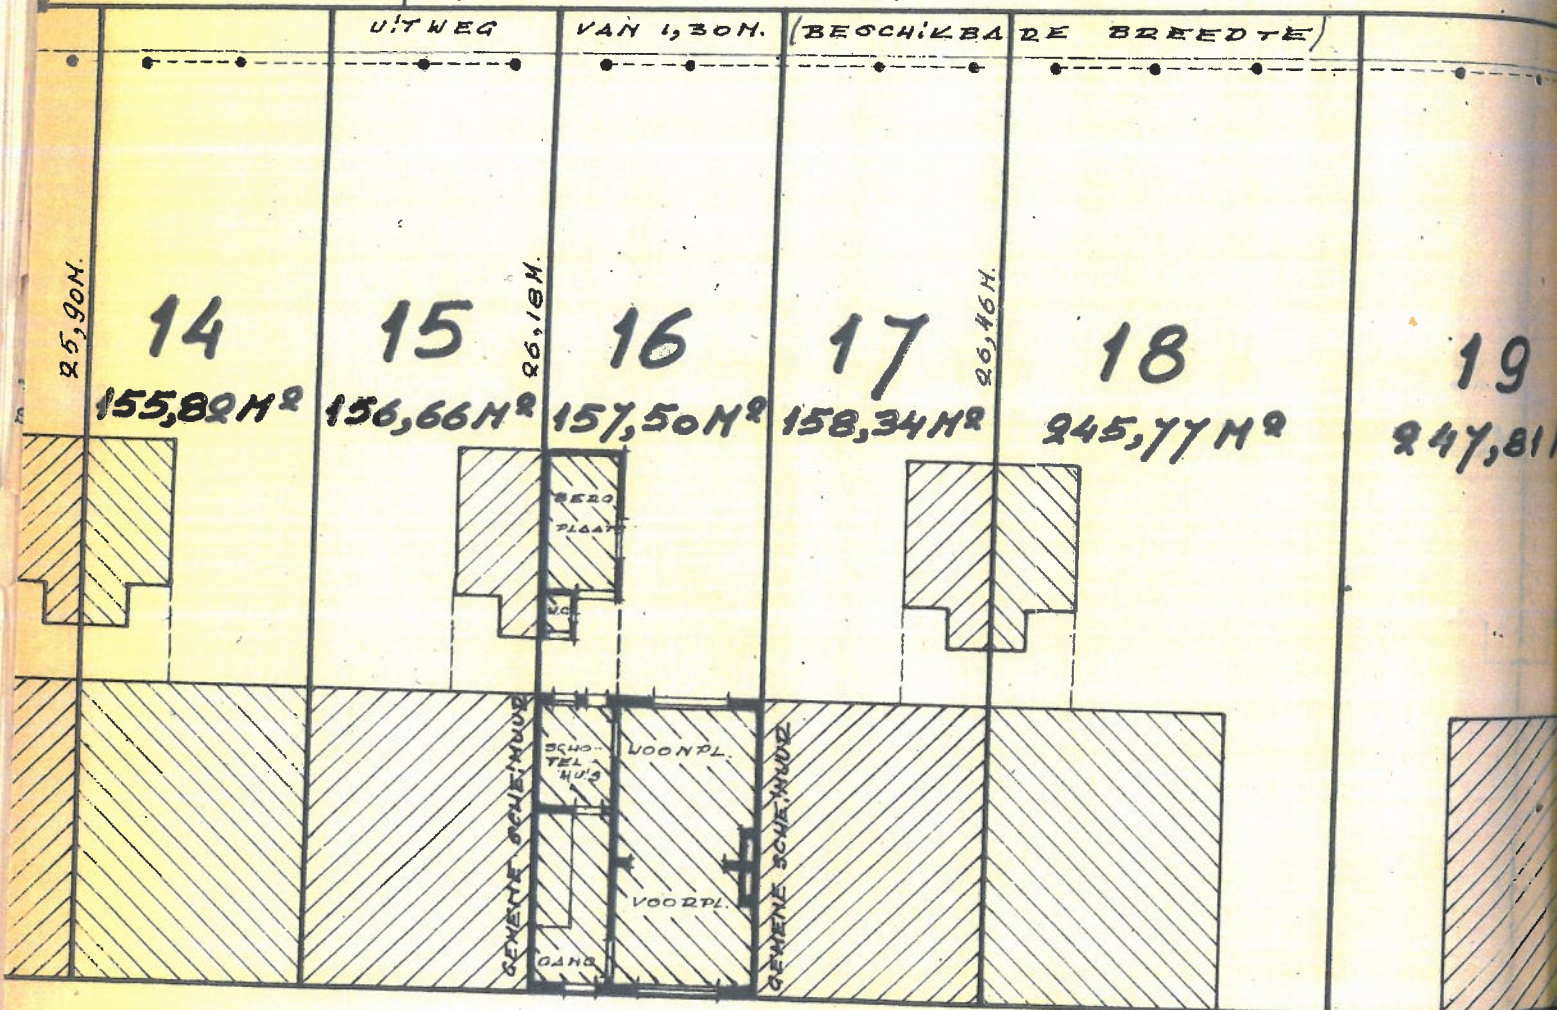 UITWEG VAN 1,30M. (BESCHIKBARE BREEDTE)
25,90M.
14
155,82M²
15
156,66M²
26,18M.
16
157,50M²
17
158,34M²
26,46M.
18
245,77M²
19
247,81
BERG
PLAATS
W.C.
GEMENE SCHEIMUUR
SCHO-
TEL
HUIS
WOONPL.
VOORPL.
GANG
GEMENE SCHEIMUUR